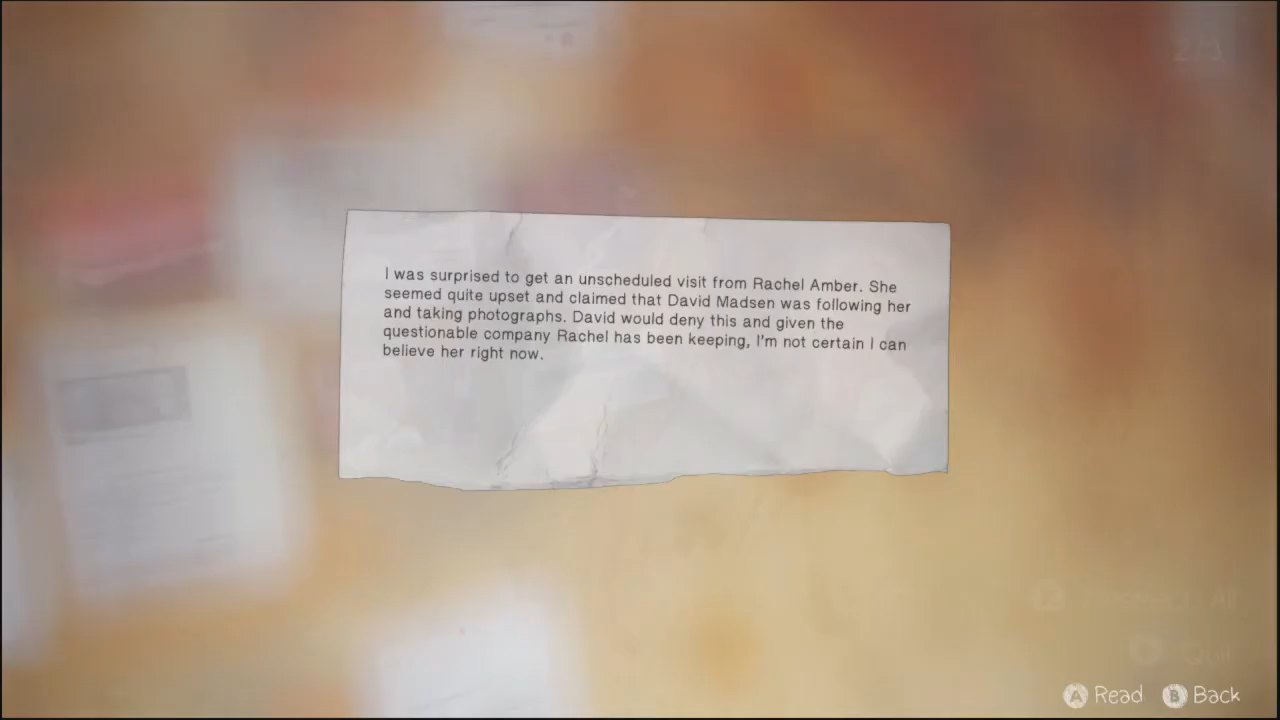 I was surprised to get an unscheduled visit from Rachel Amber. She
seemed quite upset and claimed that David Madsen was following her
and taking photographs. David would deny this and given the
questionable company Rachel has been keeping, I'm not certain I can
believe her right now.
A Read B Back